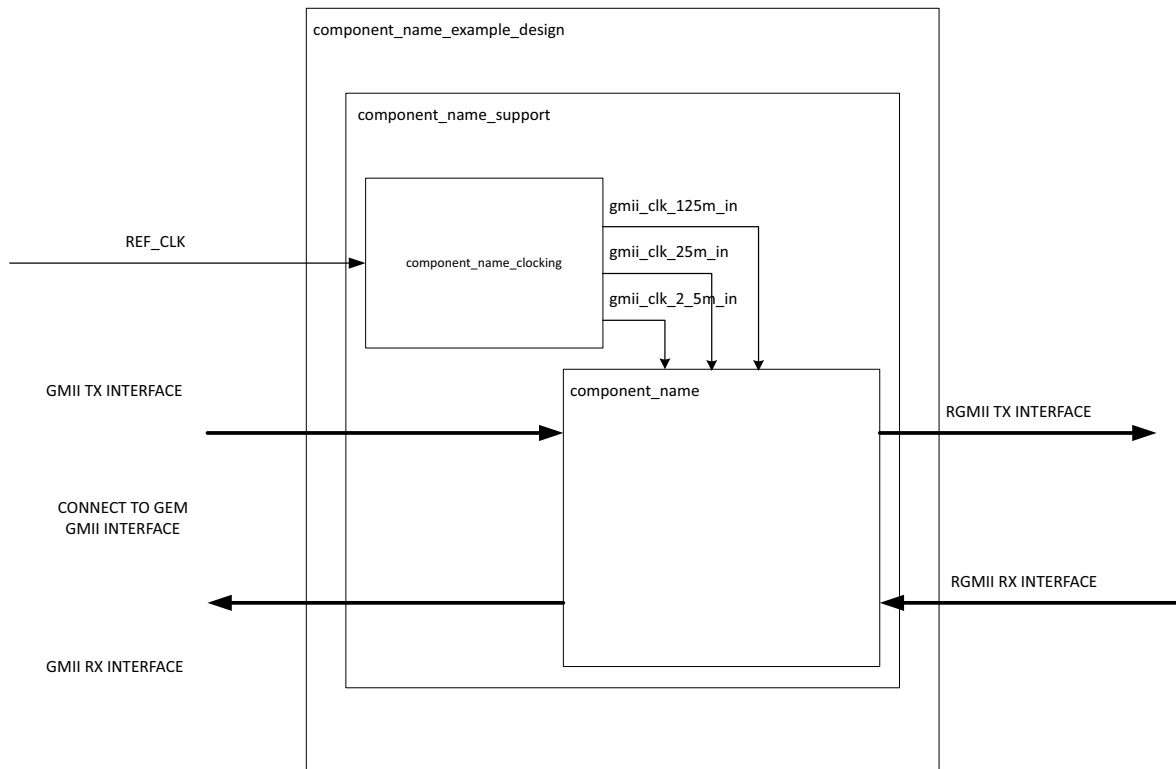 component_name_example_design
component_name_support
gmii_clk_125m_in
REF_CLK
gmii_clk_25m_in
component_name_clocking
gmii_clk_2_5m_in
GMII TX INTERFACE
component_name
RGMII TX INTERFACE
CONNECT TO GEM
GMII INTERFACE
RGMII RX INTERFACE
GMII RX INTERFACE